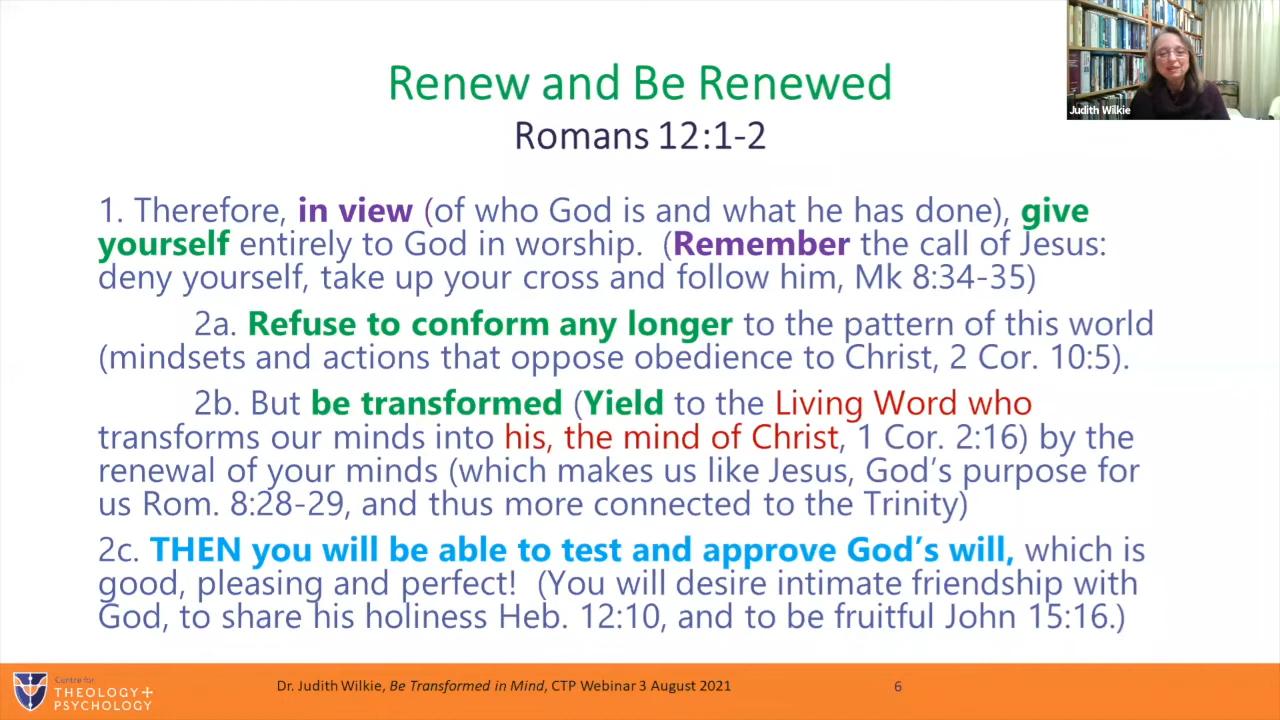 Judith Wilkie
Renew and Be Renewed
Romans 12:1-2
1. Therefore, in view (of who God is and what he has done), give
yourself entirely to God in worship.  (Remember the call of Jesus:
deny yourself, take up your cross and follow him, Mk 8:34-35)
2a. Refuse to conform any longer to the pattern of this world
(mindsets and actions that oppose obedience to Christ, 2 Cor. 10:5).
2b. But be transformed (Yield to the Living Word who
transforms our minds into his, the mind of Christ, 1 Cor. 2:16) by the
renewal of your minds (which makes us like Jesus, God's purpose for
us Rom. 8:28-29, and thus more connected to the Trinity)
2c. THEN you will be able to test and approve God's will, which is
good, pleasing and perfect!  (You will desire intimate friendship with
God, to share his holiness Heb. 12:10, and to be fruitful John 15:16.)
Centre for
THEOLOGY+
PSYCHOLOGY
Dr. Judith Wilkie, Be Transformed in Mind, CTP Webinar 3 August 2021
6